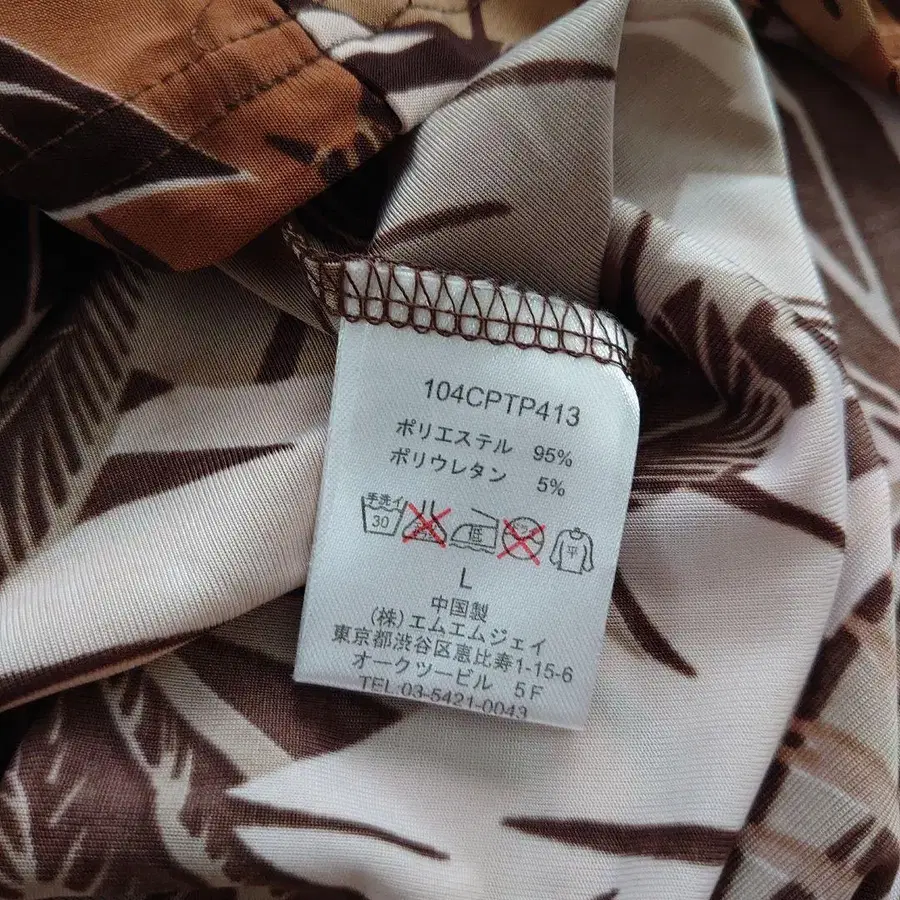 104CPTP413
ポリエステル 95%
ポリウレタン 5%
手洗イ
30 低 平
L
中国製
(株)エムエムジェイ
東京都渋谷区恵比寿1-15-6
オークツービル 5F
TEL:03-5421-0043